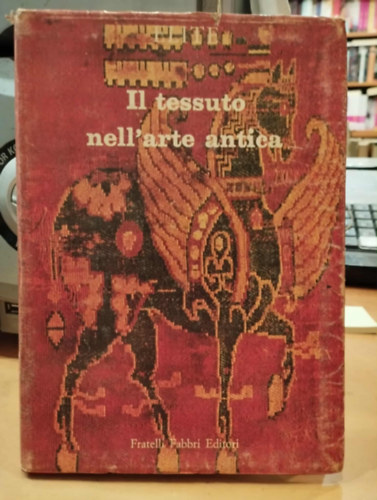 Il tessuto
nell'arte antica
Fratelli Fabbri Editori